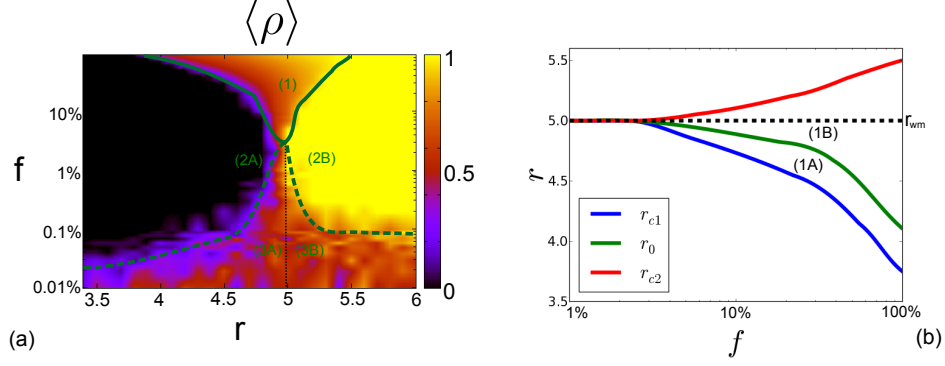 ⟨ρ⟩
f
10%
1%
0.1%
0.01%
(1)
(2A)
(2B)
(3A)
(3B)
3.5 4 4.5 5 5.5 6
r
1
0.5
0
(a)
r
5.5
5.0
4.5
4.0
3.5
r_wm
(1B)
(1A)
r_c1
r_0
r_c2
1% 10% 100%
f
(b)